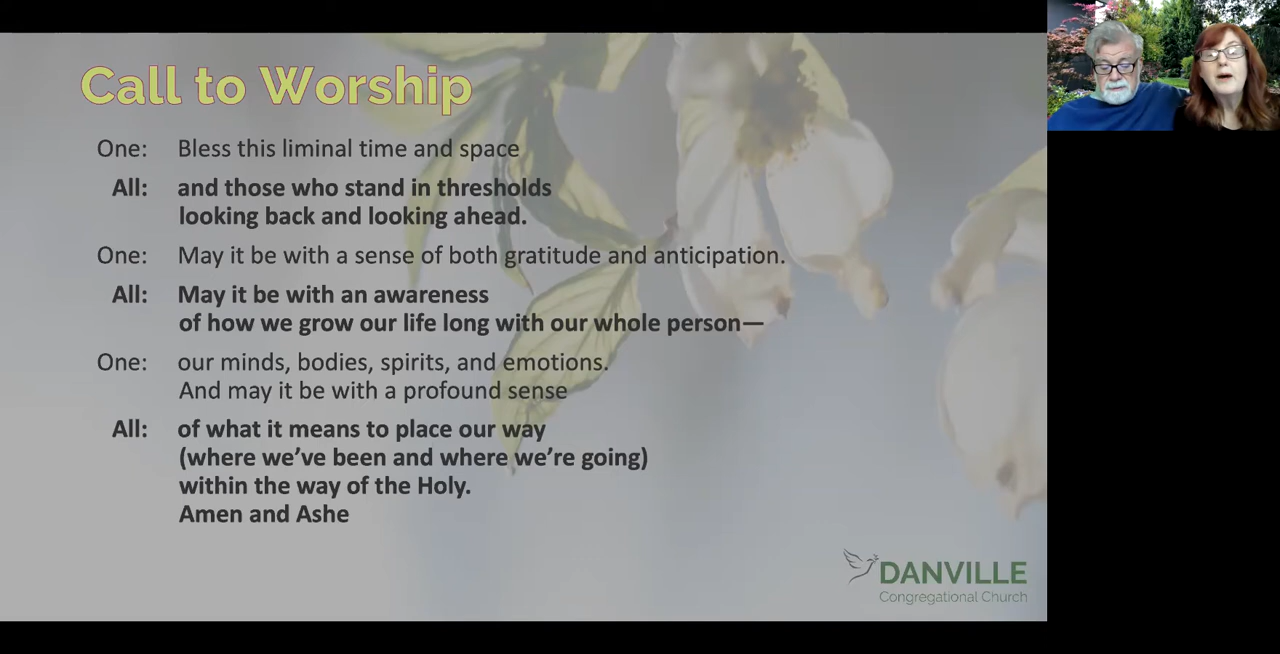 Call to Worship
One: Bless this liminal time and space
All: and those who stand in thresholds
looking back and looking ahead.
One: May it be with a sense of both gratitude and anticipation.
All: May it be with an awareness
of how we grow our life long with our whole person—
One: our minds, bodies, spirits, and emotions.
And may it be with a profound sense
All: of what it means to place our way
(where we’ve been and where we’re going)
within the way of the Holy.
Amen and Ashe
DANVILLE
Congregational Church